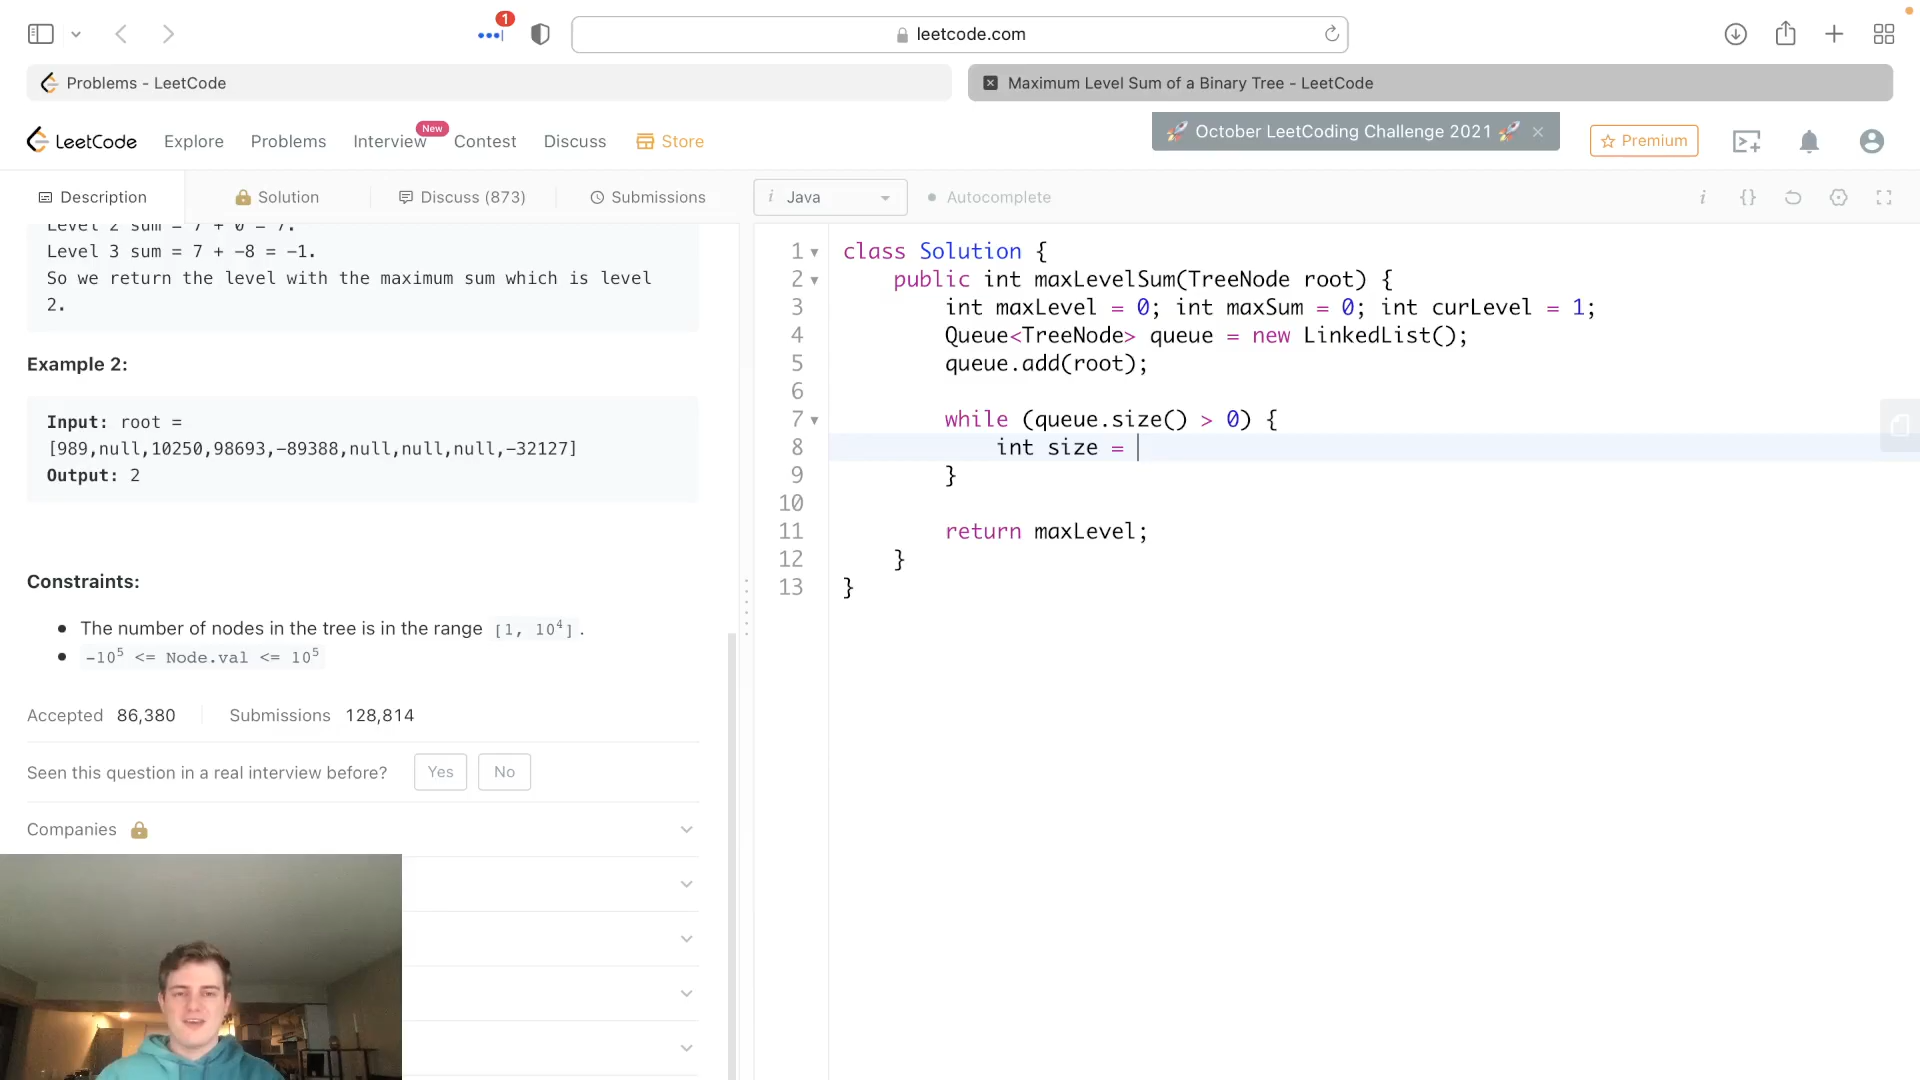 1
leetcode.com
Problems - LeetCode
Maximum Level Sum of a Binary Tree - LeetCode
LeetCode
Explore
Problems
Interview
New
Contest
Discuss
Store
🚀 October LeetCoding Challenge 2021 🚀
Premium
Description
Solution
Discuss (873)
Submissions
i Java
Autocomplete
i {}
Level 2 sum = 7 + 0 = 7.
Level 3 sum = 7 + -8 = -1.
So we return the level with the maximum sum which is level
2.
Example 2:
Input: root =
[989,null,10250,98693,-89388,null,null,null,-32127]
Output: 2
Constraints:
• The number of nodes in the tree is in the range [1, 10⁴].
• -10⁵ <= Node.val <= 10⁵
Accepted 86,380 Submissions 128,814
Seen this question in a real interview before? Yes No
Companies
1 class Solution {
2 public int maxLevelSum(TreeNode root) {
3 int maxLevel = 0; int maxSum = 0; int curLevel = 1;
4 Queue<TreeNode> queue = new LinkedList();
5 queue.add(root);
6
7 while (queue.size() > 0) {
8 int size =
9 }
10
11 return maxLevel;
12 }
13 }